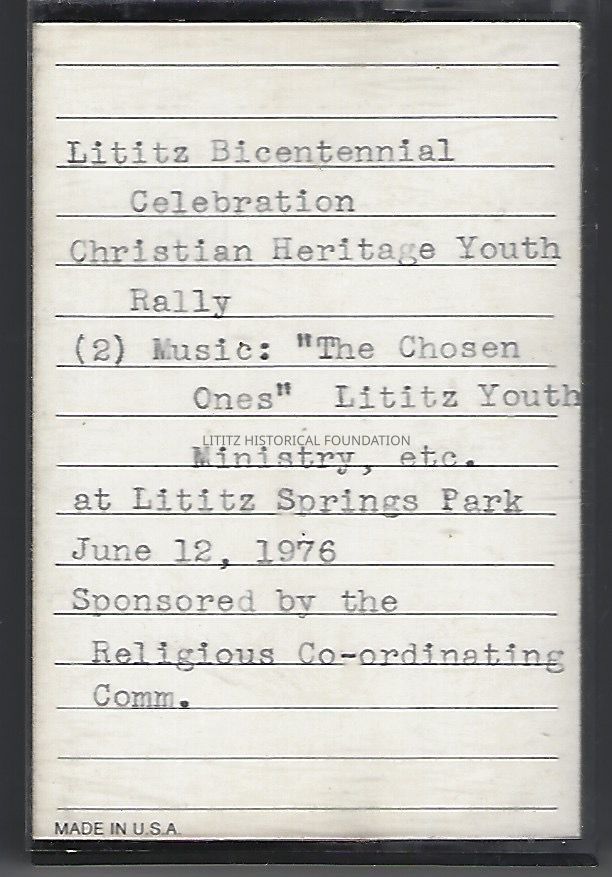 Lititz Bicentennial
Celebration
Christian Heritage Youth
Rally
(2) Music: "The Chosen
Ones" Lititz Youth
LITITZ HISTORICAL FOUNDATION
Ministry, etc.
at Lititz Springs Park
June 12, 1976
Sponsored by the
Religious Co-ordinating
Comm.
MADE IN U.S.A.